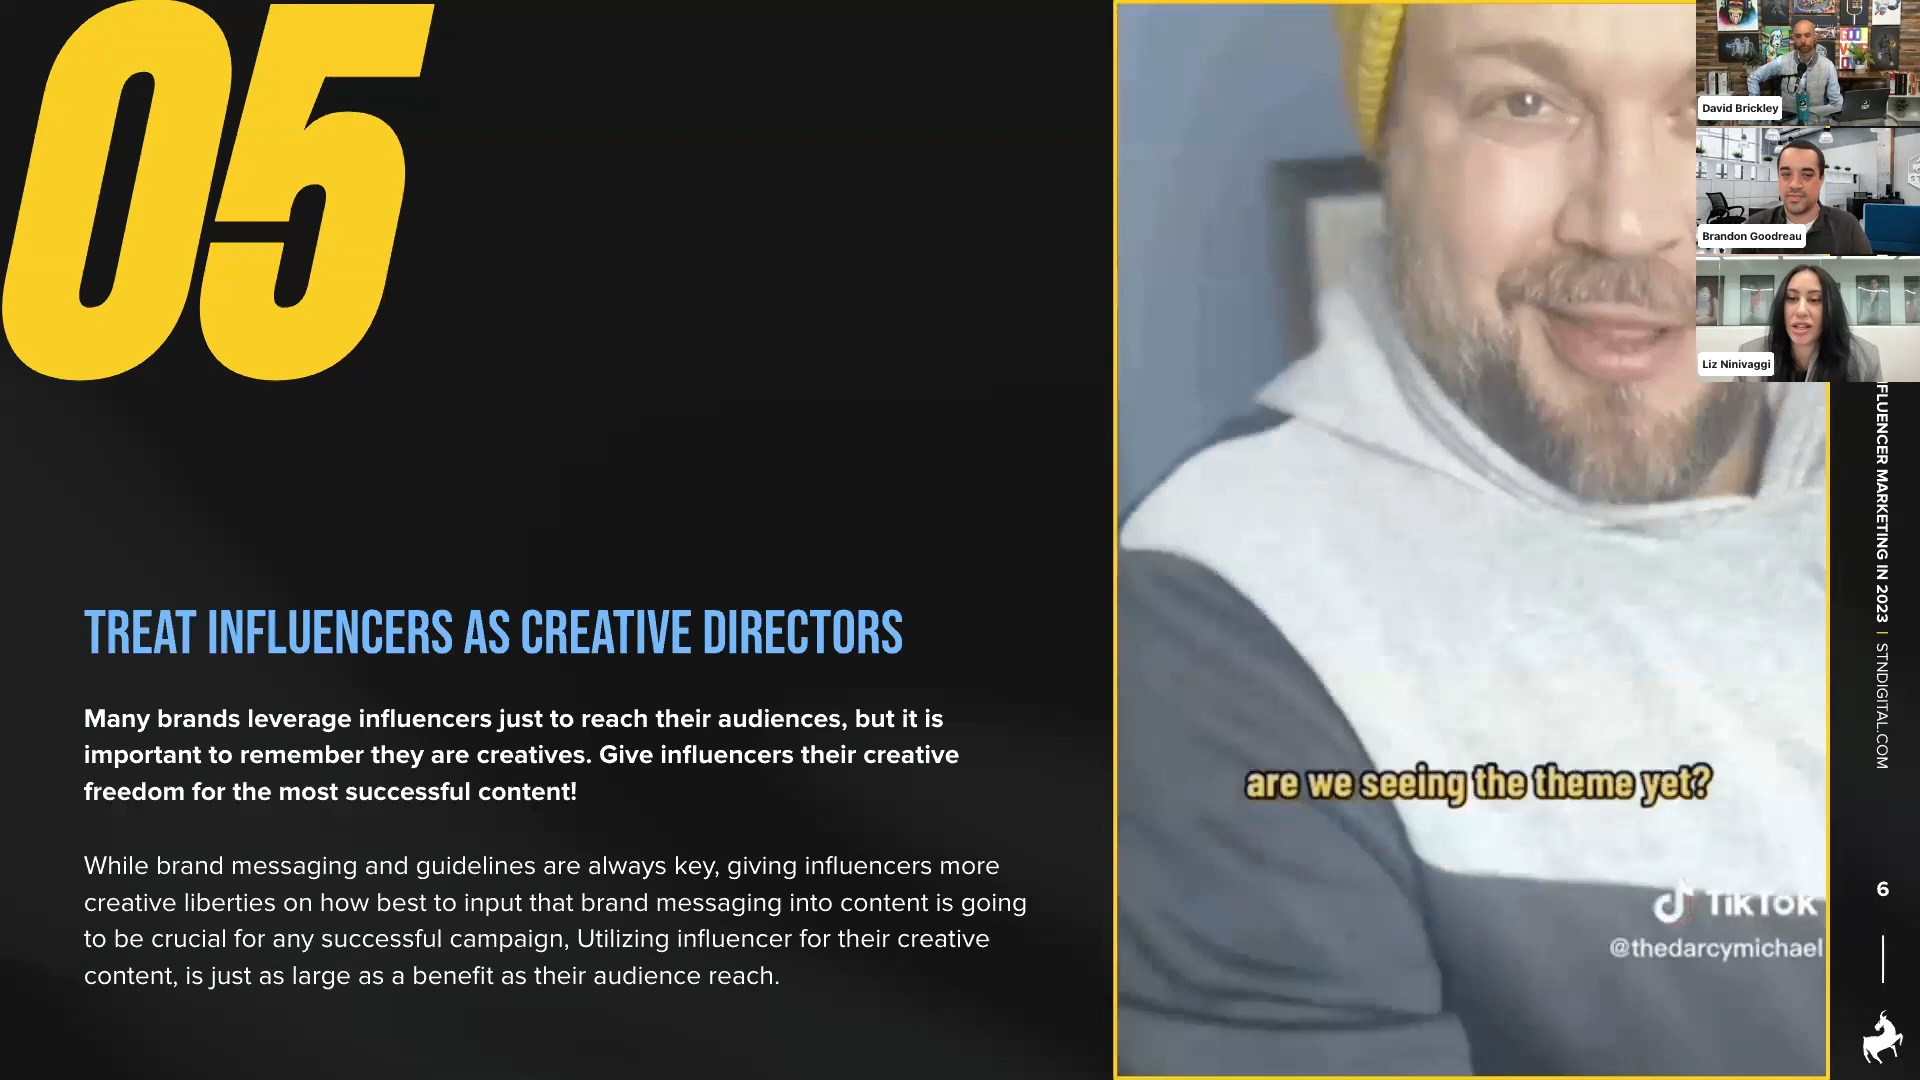 05
TREAT INFLUENCERS AS CREATIVE DIRECTORS
Many brands leverage influencers just to reach their audiences, but it is
important to remember they are creatives. Give influencers their creative
freedom for the most successful content!
While brand messaging and guidelines are always key, giving influencers more
creative liberties on how best to input that brand messaging into content is going
to be crucial for any successful campaign, Utilizing influencer for their creative
content, is just as large as a benefit as their audience reach.
are we seeing the theme yet?
TikTok
@thedarcymichael
David Brickley
Brandon Goodreau
Liz Ninivaggi
FLUENCER MARKETING IN 2023 | STNDIGITAL.COM
6